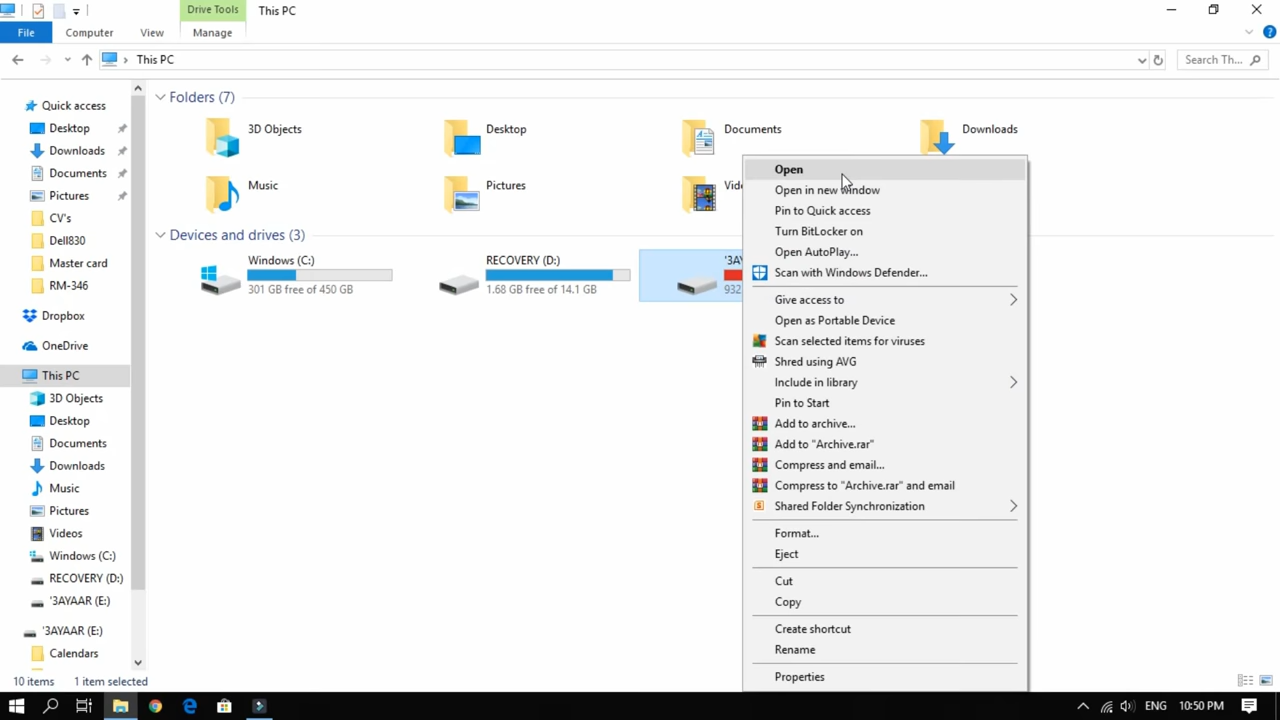 Drive Tools
This PC
File
Computer
View
Manage
This PC
Search Th...
Quick access
Desktop
Downloads
Documents
Pictures
CV's
Dell830
Master card
RM-346
Dropbox
OneDrive
This PC
3D Objects
Desktop
Documents
Downloads
Music
Pictures
Videos
Windows (C:)
RECOVERY (D:)
'3AYAAR (E:)
'3AYAAR (E:)
Calendars
Folders (7)
3D Objects
Desktop
Documents
Downloads
Music
Pictures
Devices and drives (3)
Windows (C:)
301 GB free of 450 GB
RECOVERY (D:)
1.68 GB free of 14.1 GB
932
Open
Open in new window
Pin to Quick access
Turn BitLocker on
Open AutoPlay...
Scan with Windows Defender...
Give access to
Open as Portable Device
Scan selected items for viruses
Shred using AVG
Include in library
Pin to Start
Add to archive...
Add to "Archive.rar"
Compress and email...
Compress to "Archive.rar" and email
Shared Folder Synchronization
Format...
Eject
Cut
Copy
Create shortcut
Rename
Properties
10 items
1 item selected
ENG
10:50 PM